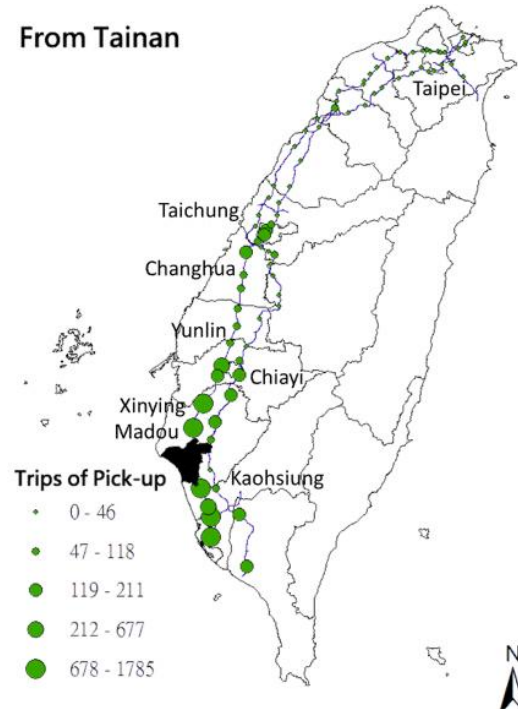 From Tainan
Taipei
Taichung
Changhua
Yunlin
Chiayi
Xinying
Madou
Kaohsiung
Trips of Pick-up
0 - 46
47 - 118
119 - 211
212 - 677
678 - 1785
N